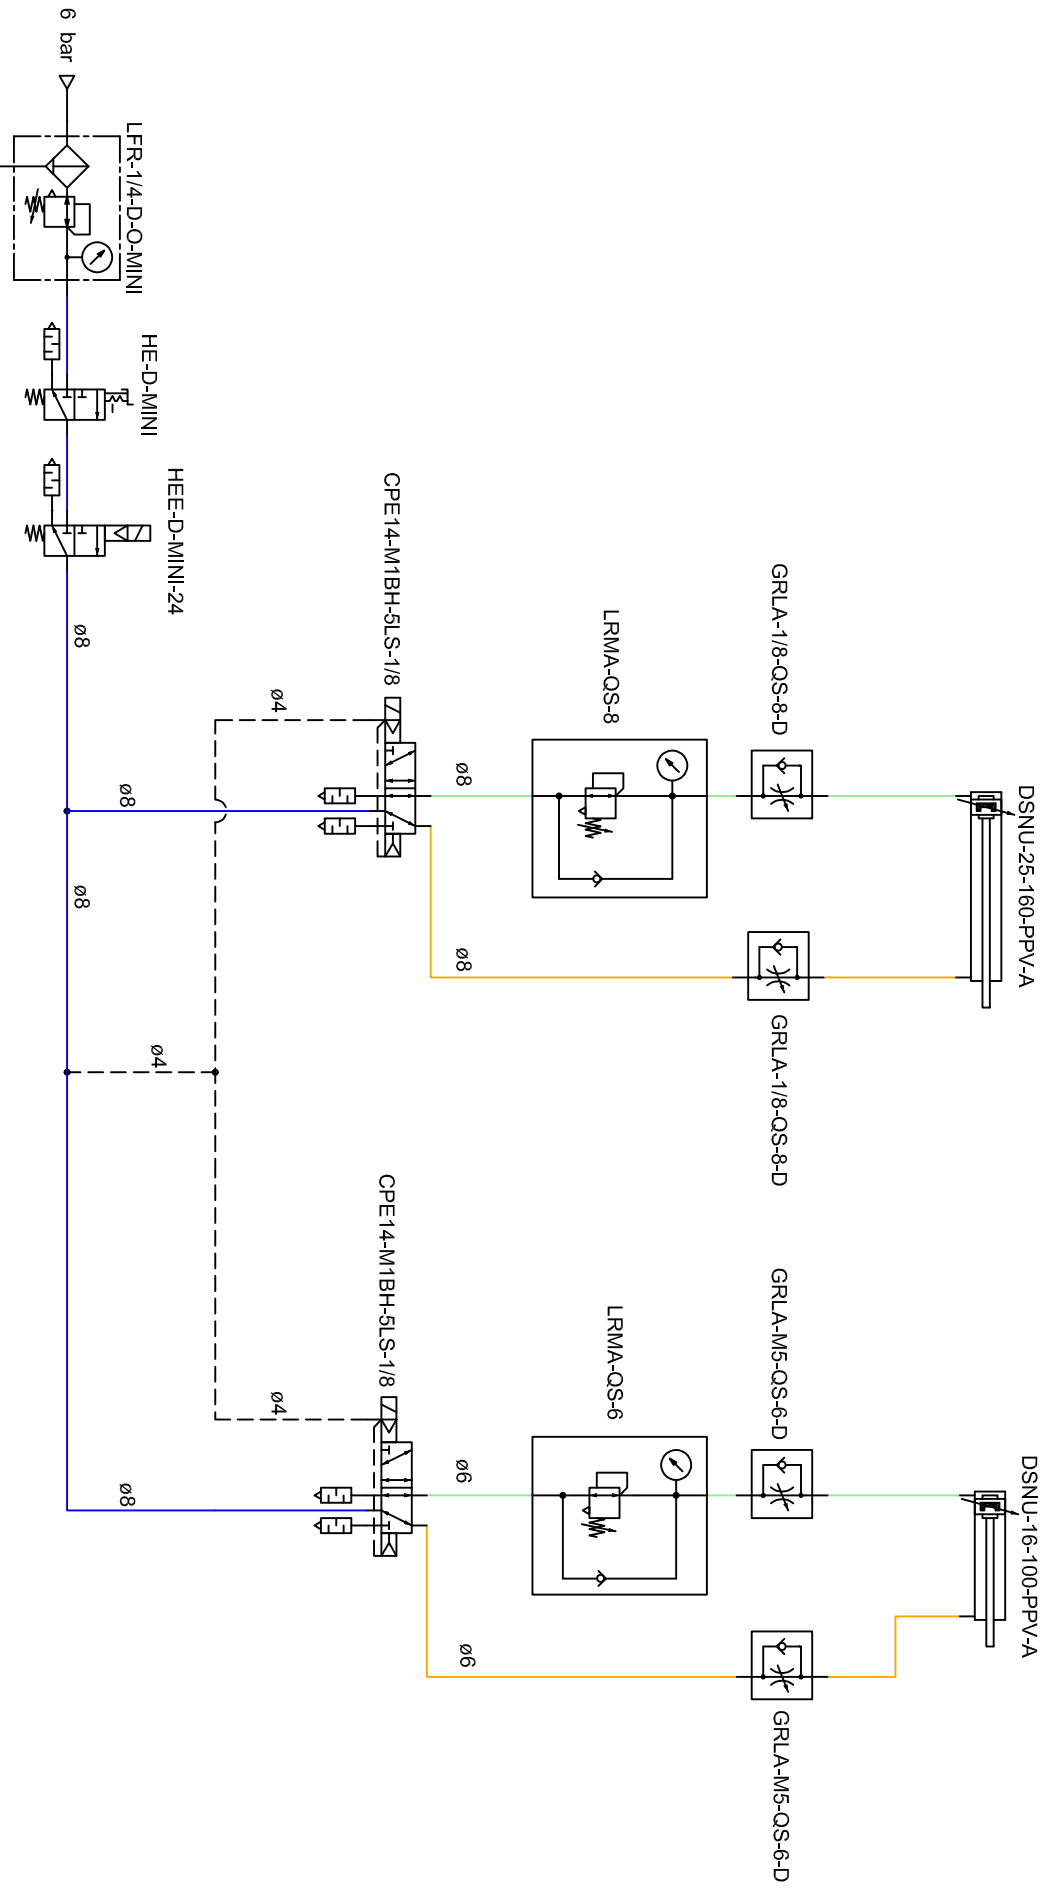 DSNU-25-160-PPV-A
DSNU-16-100-PPV-A
GRLA-1/8-QS-8-D
GRLA-1/8-QS-8-D
GRLA-M5-QS-6-D
GRLA-M5-QS-6-D
LRMA-QS-8
LRMA-QS-6
ø8
ø8
ø6
ø6
CPE14-M1BH-5LS-1/8
CPE14-M1BH-5LS-1/8
ø4
ø4
HEE-D-MINI-24
HE-D-MINI
LFR-1/4-D-O-MINI
ø4
ø8
ø8
6 bar
ø8
ø8